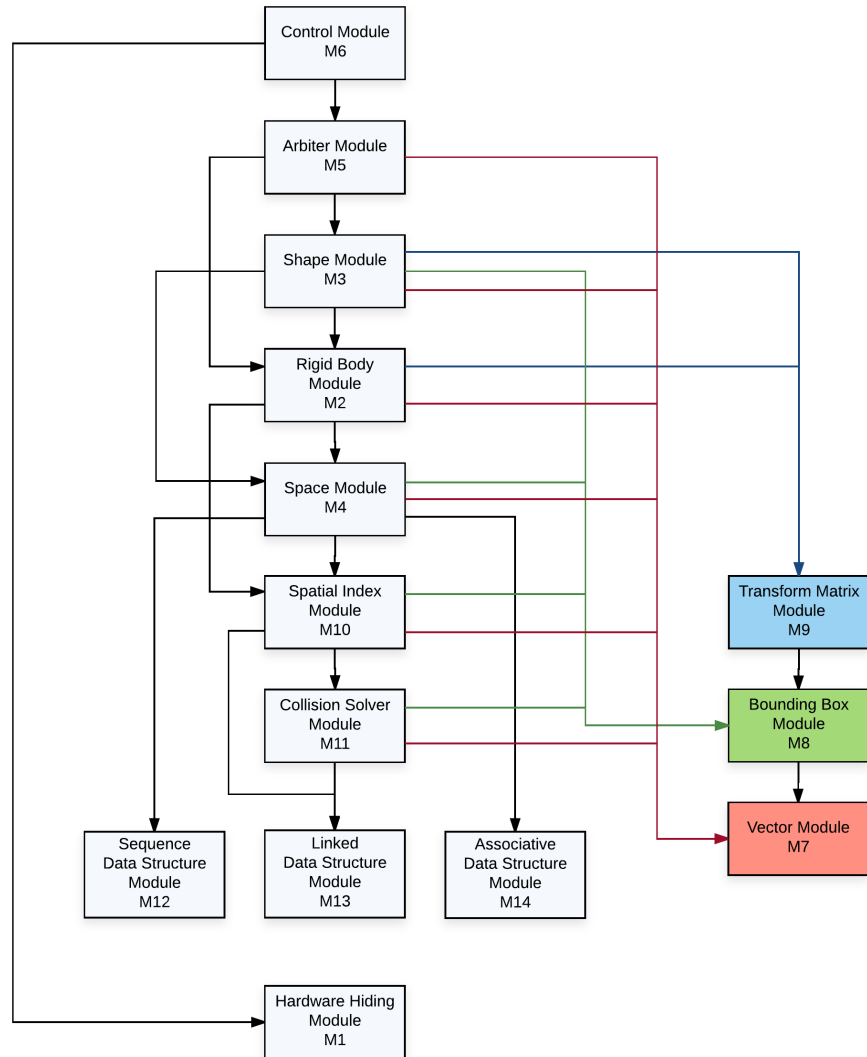 Control Module
M6
Arbiter Module
M5
Shape Module
M3
Rigid Body
Module
M2
Space Module
M4
Spatial Index
Module
M10
Transform Matrix
Module
M9
Collision Solver
Module
M11
Bounding Box
Module
M8
Vector Module
M7
Sequence
Data Structure
Module
M12
Linked
Data Structure
Module
M13
Associative
Data Structure
Module
M14
Hardware Hiding
Module
M1